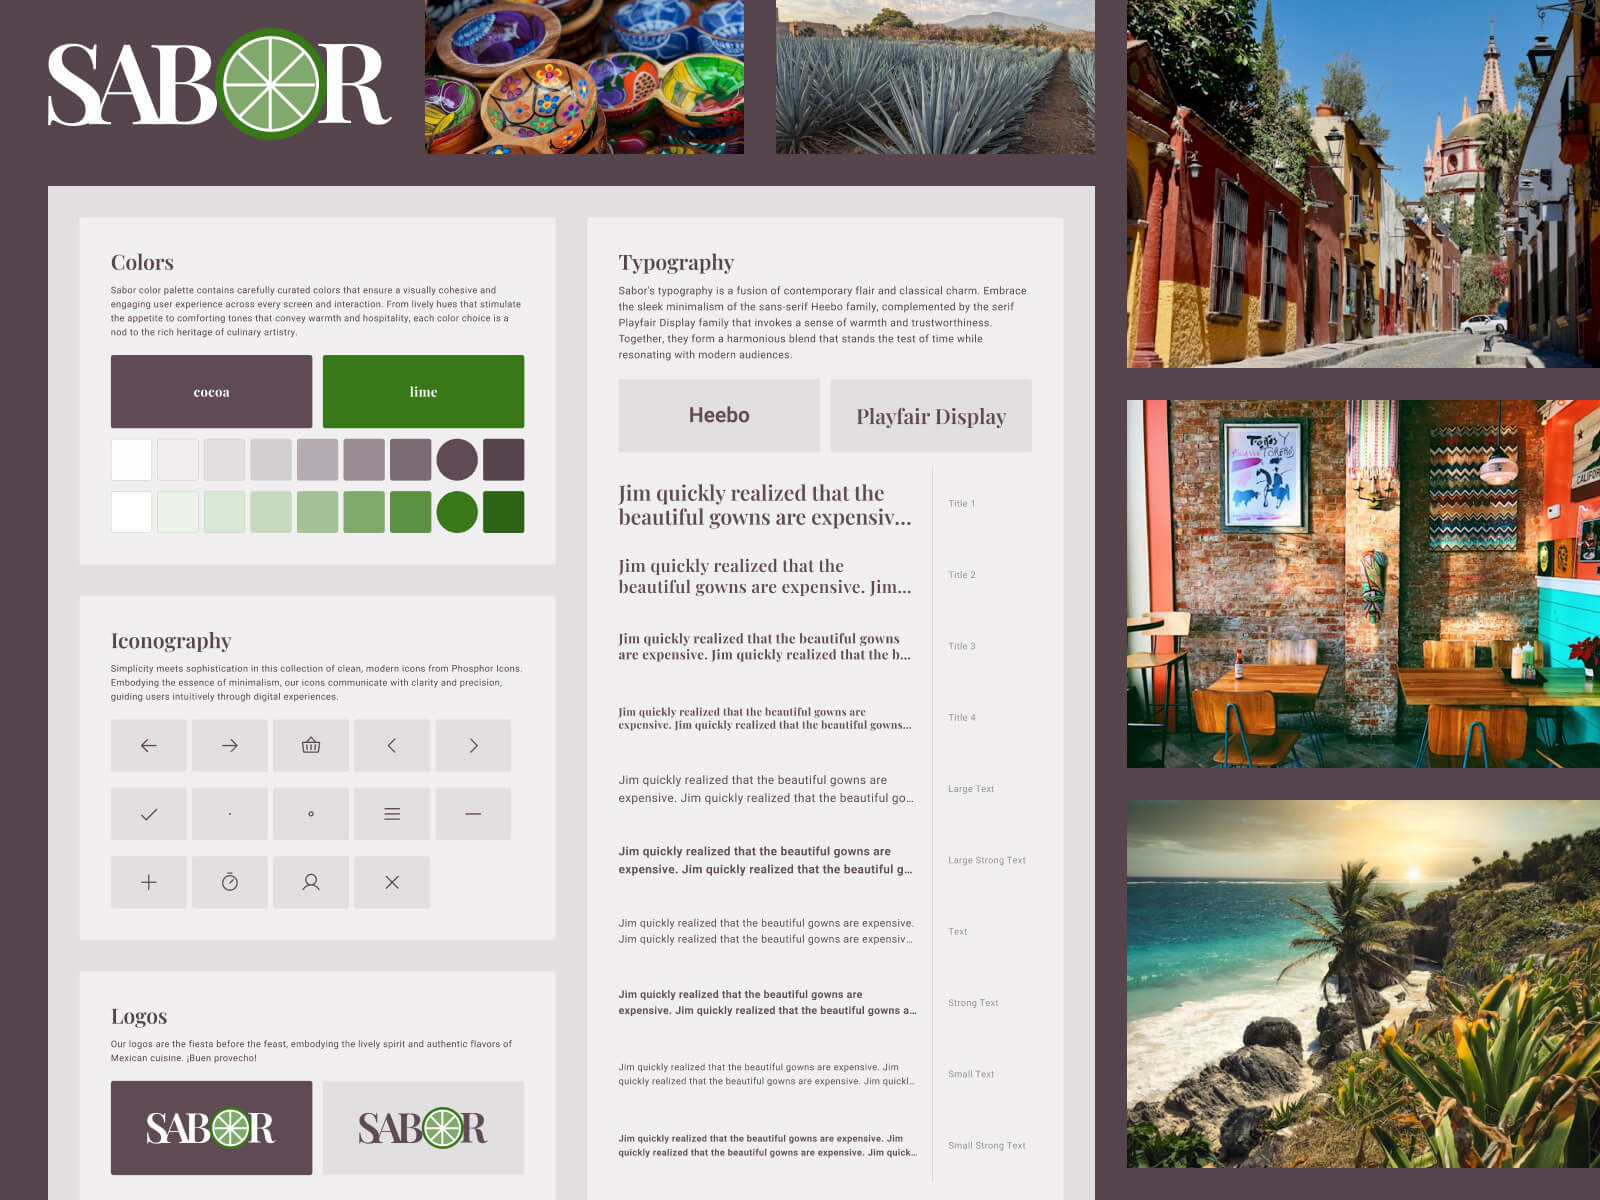 SABOR
Colors
Sabor color palette contains carefully curated colors that ensure a visually cohesive and
engaging user experience across every screen and interaction. From lively hues that stimulate
the appetite to comforting tones that convey warmth and hospitality, each color choice is a
nod to the rich heritage of culinary artistry.
cocoa
lime
Iconography
Simplicity meets sophistication in this collection of clean, modern icons from Phosphor Icons.
Embodying the essence of minimalism, our icons communicate with clarity and precision,
guiding users intuitively through digital experiences.
Logos
Our logos are the fiesta before the feast, embodying the lively spirit and authentic flavors of
Mexican cuisine. ¡Buen provecho!
SABOR
SABOR
Typography
Sabor's typography is a fusion of contemporary flair and classical charm. Embrace
the sleek minimalism of the sans-serif Heebo family, complemented by the serif
Playfair Display family that invokes a sense of warmth and trustworthiness.
Together, they form a harmonious blend that stands the test of time while
resonating with modern audiences.
Heebo
Playfair Display
Jim quickly realized that the
beautiful gowns are expensiv...
Title 1
Jim quickly realized that the
beautiful gowns are expensive. Jim...
Title 2
Jim quickly realized that the beautiful gowns
are expensive. Jim quickly realized that the b...
Title 3
Jim quickly realized that the beautiful gowns are
expensive. Jim quickly realized that the beautiful gowns...
Title 4
Jim quickly realized that the beautiful gowns are
expensive. Jim quickly realized that the beautiful go...
Large Text
Jim quickly realized that the beautiful gowns are
expensive. Jim quickly realized that the beautiful g...
Large Strong Text
Jim quickly realized that the beautiful gowns are expensive.
Jim quickly realized that the beautiful gowns are expensiv...
Text
Jim quickly realized that the beautiful gowns are
expensive. Jim quickly realized that the beautiful gowns a...
Strong Text
Jim quickly realized that the beautiful gowns are expensive. Jim
quickly realized that the beautiful gowns are expensive. Jim quickl...
Small Text
Jim quickly realized that the beautiful gowns are expensive. Jim
quickly realized that the beautiful gowns are expensive. Jim quick...
Small Strong Text
Toros Y
TOREROS